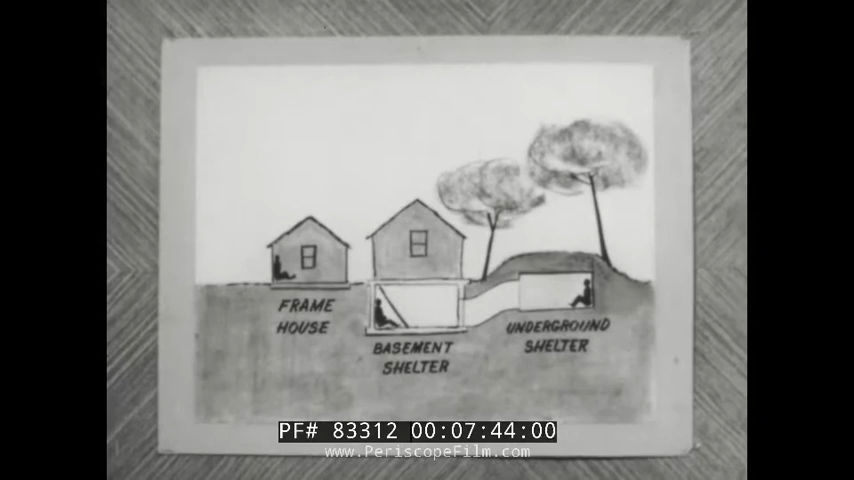 FRAME
HOUSE
BASEMENT
SHELTER
UNDERGROUND
SHELTER
PF# 83312 00:07:44:00
www.PeriscopeFilm.com